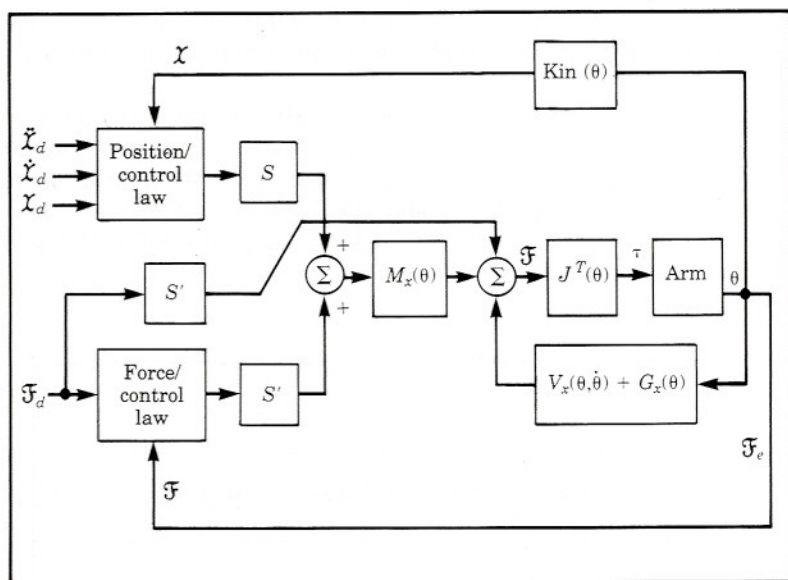 𝒳
Kin (θ)
𝒳̈d
𝒳̇d
𝒳d
Position/
control
law
S
+
Σ
+
Mx(θ)
Σ
ℱ
J^T(θ)
τ
Arm
θ
S'
ℱd
Force/
control
law
S'
Vx(θ,θ̇) + Gx(θ)
ℱe
ℱ